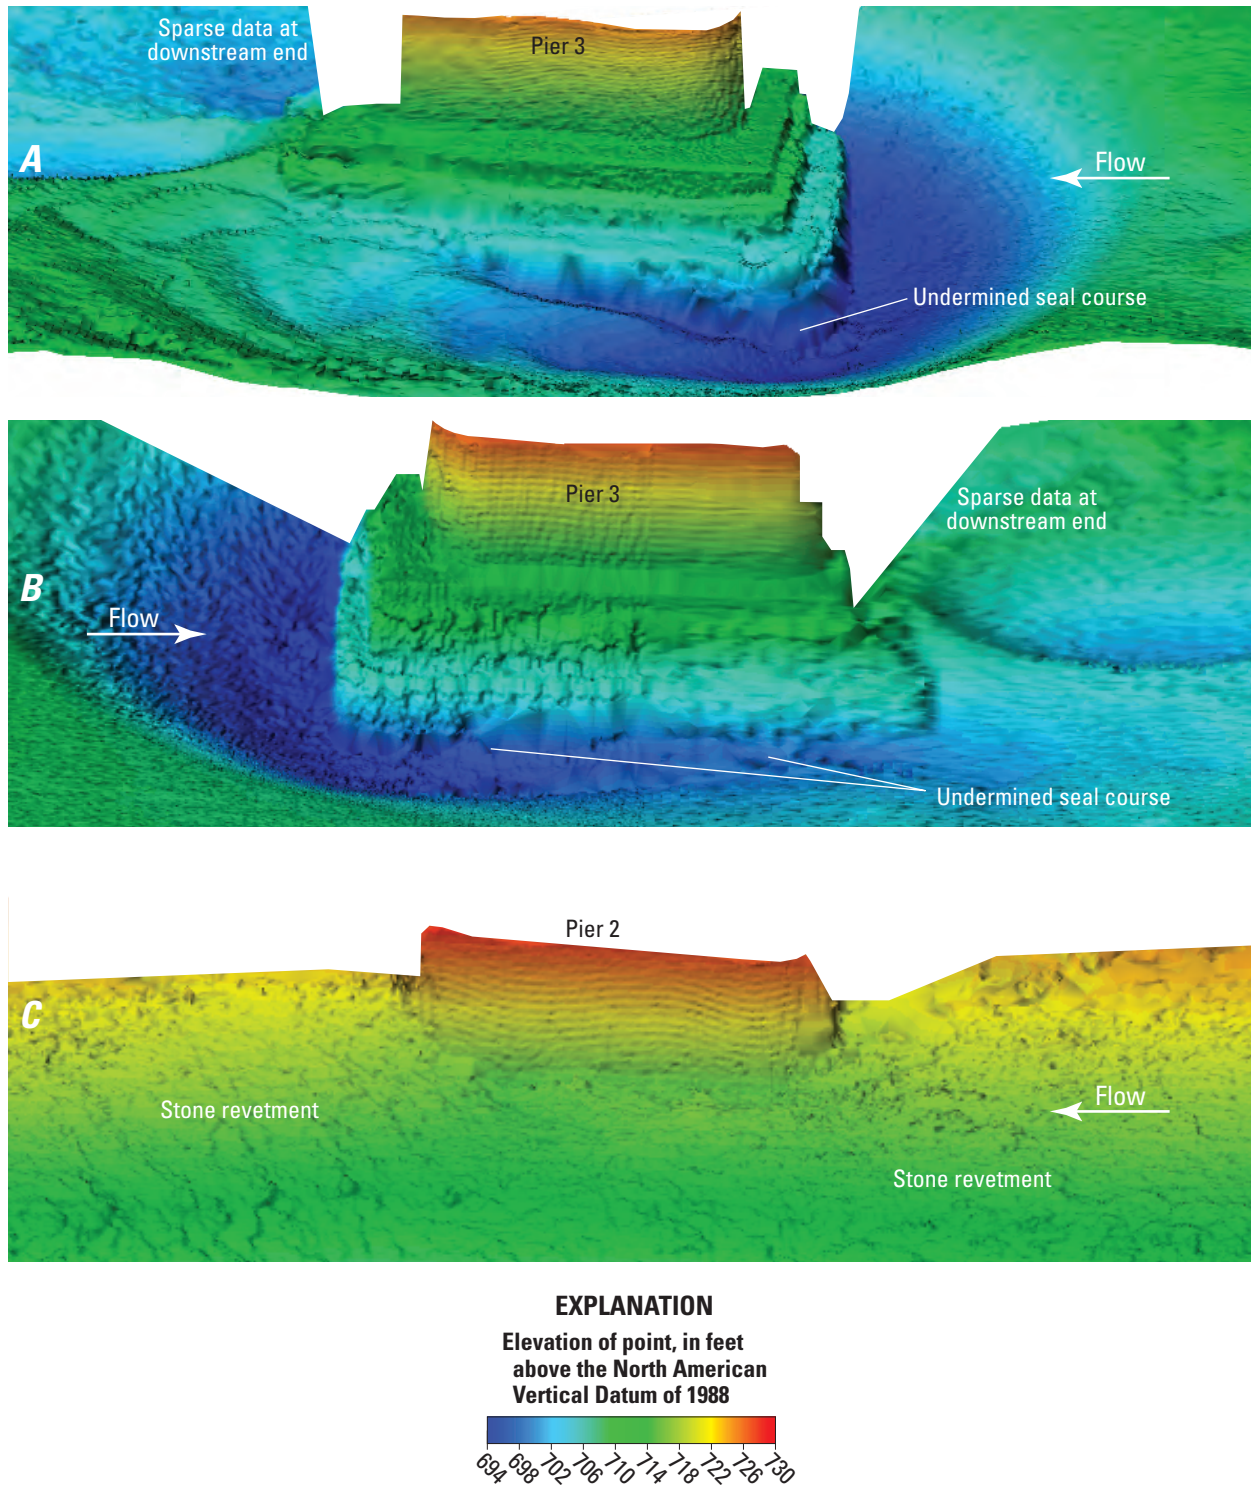 Sparse data at
downstream end
Pier 3
A
Flow
Undermined seal course
Pier 3
Sparse data at
downstream end
B
Flow
Undermined seal course
Pier 2
C
Stone revetment
Flow
Stone revetment
EXPLANATION
Elevation of point, in feet
above the North American
Vertical Datum of 1988
694 698 702 706 710 714 718 722 726 730